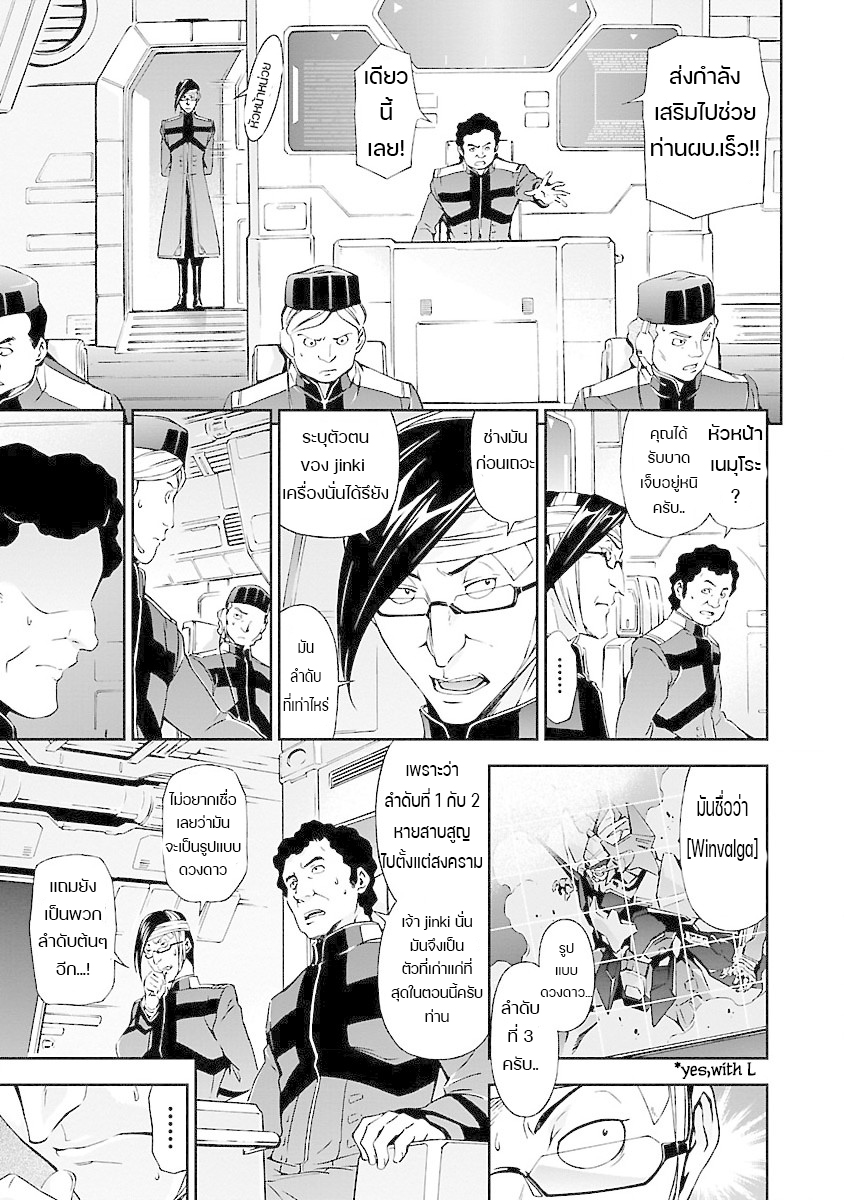 ส่งกำลัง
เสริมไปช่วย
ท่านผบ.เร็ว!!
เดียว
นี้
เลย!
หัวหน้าหน่วย
หัวหน้า
เนมุโระ
?
คุณได้
รับบาด
เจ็บอยู่หนิ
ครับ..
......
ช่างมัน
ก่อนเถอะ
ระบุตัวตน
ของ jinki
เครื่องนั่นได้รึยัง
มัน
ลำดับ
ที่เท่าไหร่
มันชื่อว่า
[Winvalga]
รูป
แบบ
ดวงดาว...
ลำดับ
ที่ 3
ครับ..
*yes,with L
เพราะว่า
ลำดับที่ 1 กับ 2
หายสาบสูญ
ไปตั้งแต่สงคราม
เจ้า jinki นั่น
มันจึงเป็น
ตัวที่เก่าแก่ที่
สุดในตอนนี้ครับ
ท่าน
ไม่อยากเชื่อ
เลยว่ามัน
จะเป็นรูปแบบ
ดวงดาว
แถมยัง
เป็นพวก
ลำดับต้นๆ
อีก...!
......